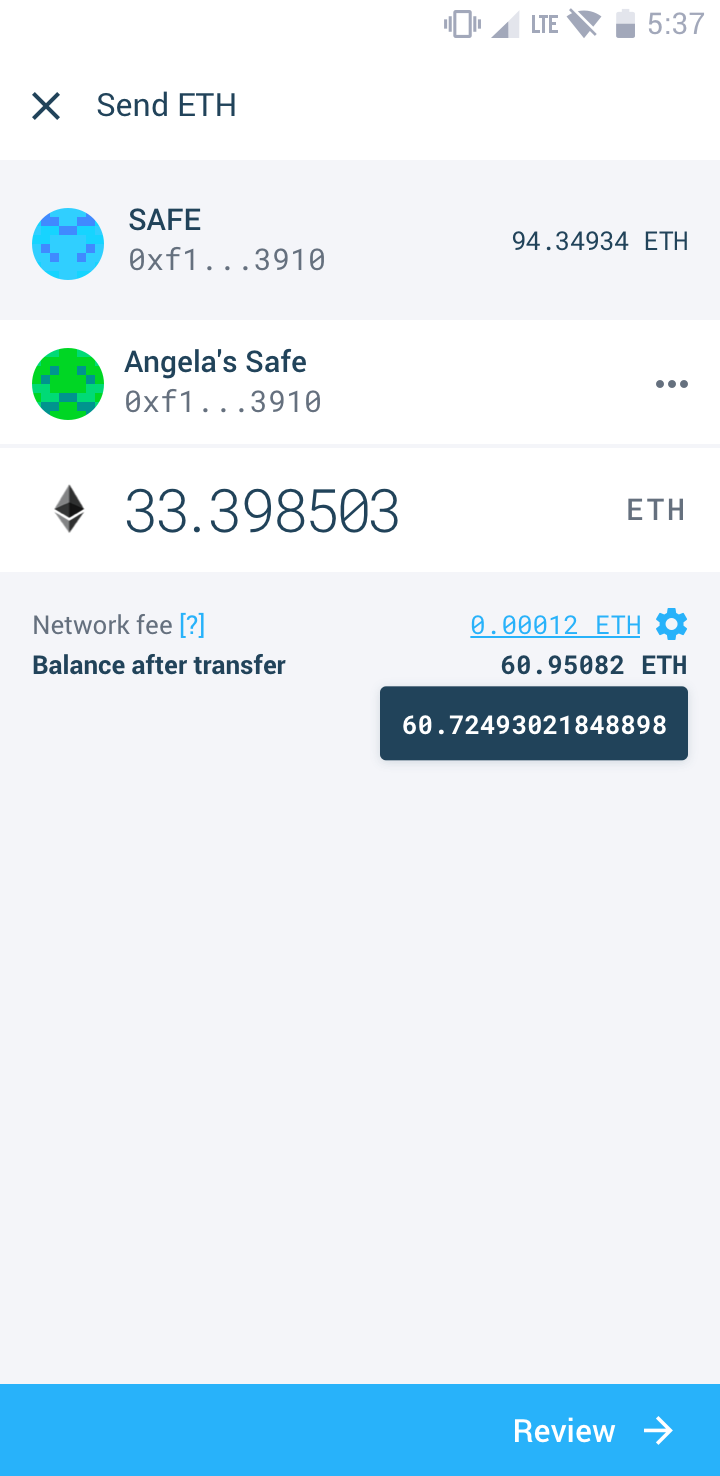 LTE 5:37
Send ETH
SAFE
0xf1...3910
94.34934 ETH
Angela's Safe
0xf1...3910
33.398503 ETH
Network fee [?] 0.00012 ETH
Balance after transfer 60.95082 ETH
60.72493021848898
Review